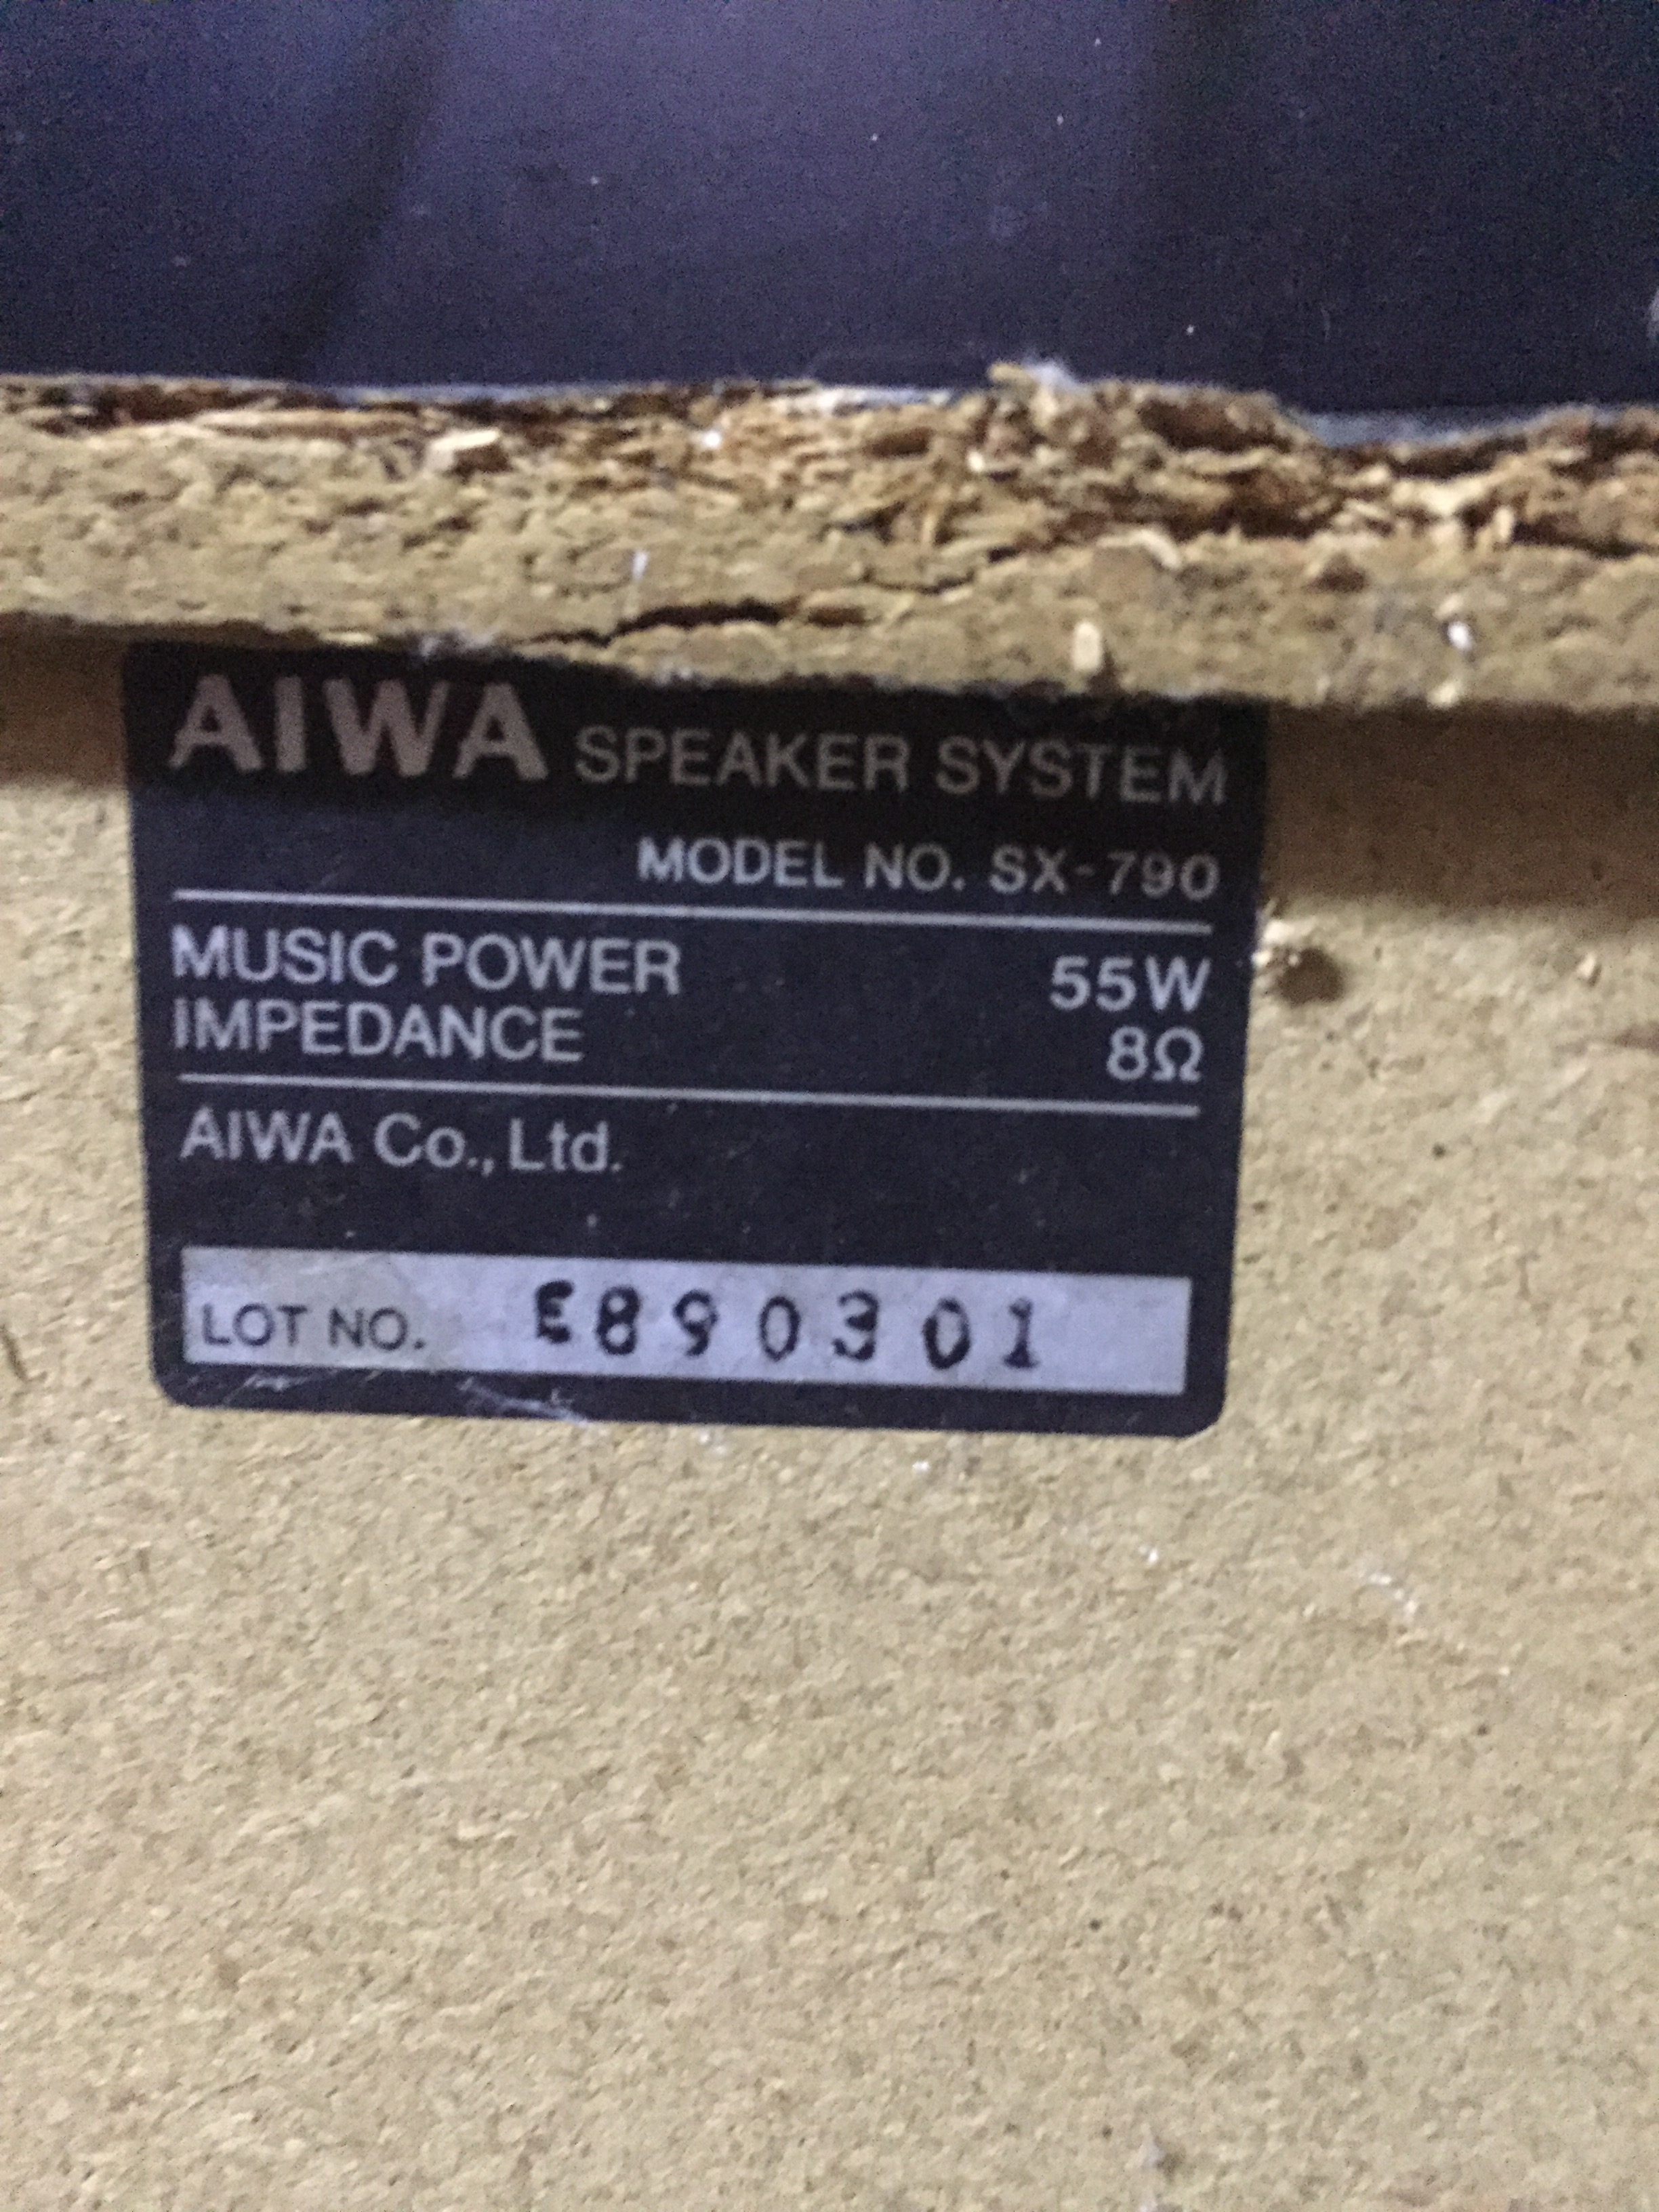 AIWA SPEAKER SYSTEM
MODEL NO. SX-790
MUSIC POWER 55W
IMPEDANCE 8Ω
AIWA Co., Ltd.
LOT NO. E890301